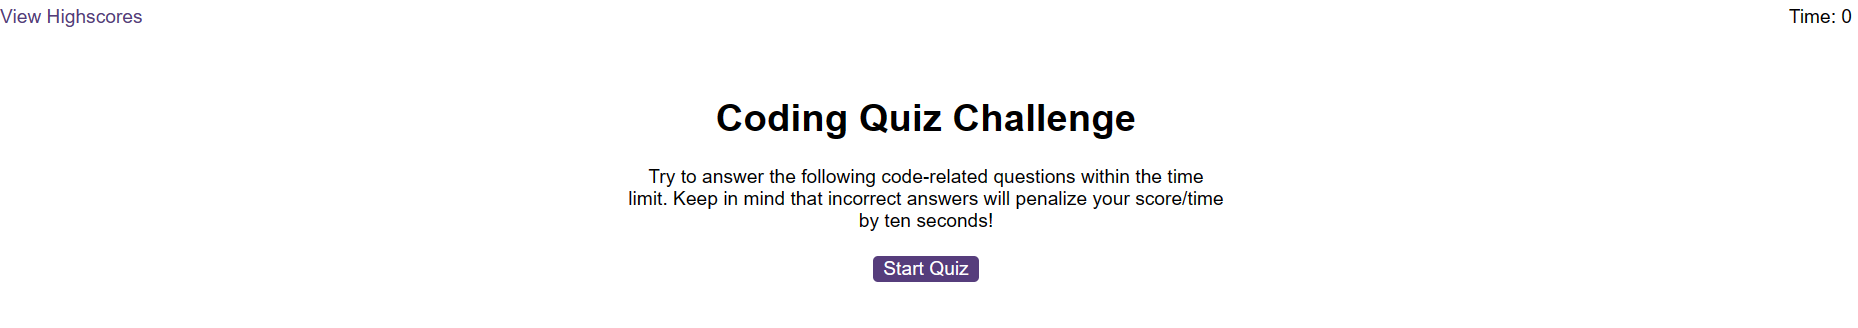 View Highscores
Time: 0
Coding Quiz Challenge
Try to answer the following code-related questions within the time
limit. Keep in mind that incorrect answers will penalize your score/time
by ten seconds!
Start Quiz